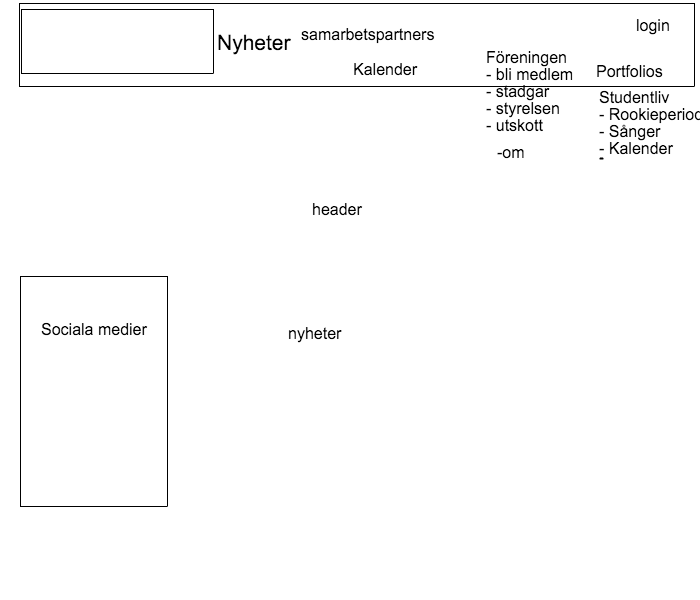 login
samarbetspartners
Nyheter
Föreningen
Kalender
Portfolios
- bli medlem
- stadgar
- styrelsen
- utskott
-om
Studentliv
- Rookieperiod
- Sånger
- Kalender
-
header
Sociala medier
nyheter